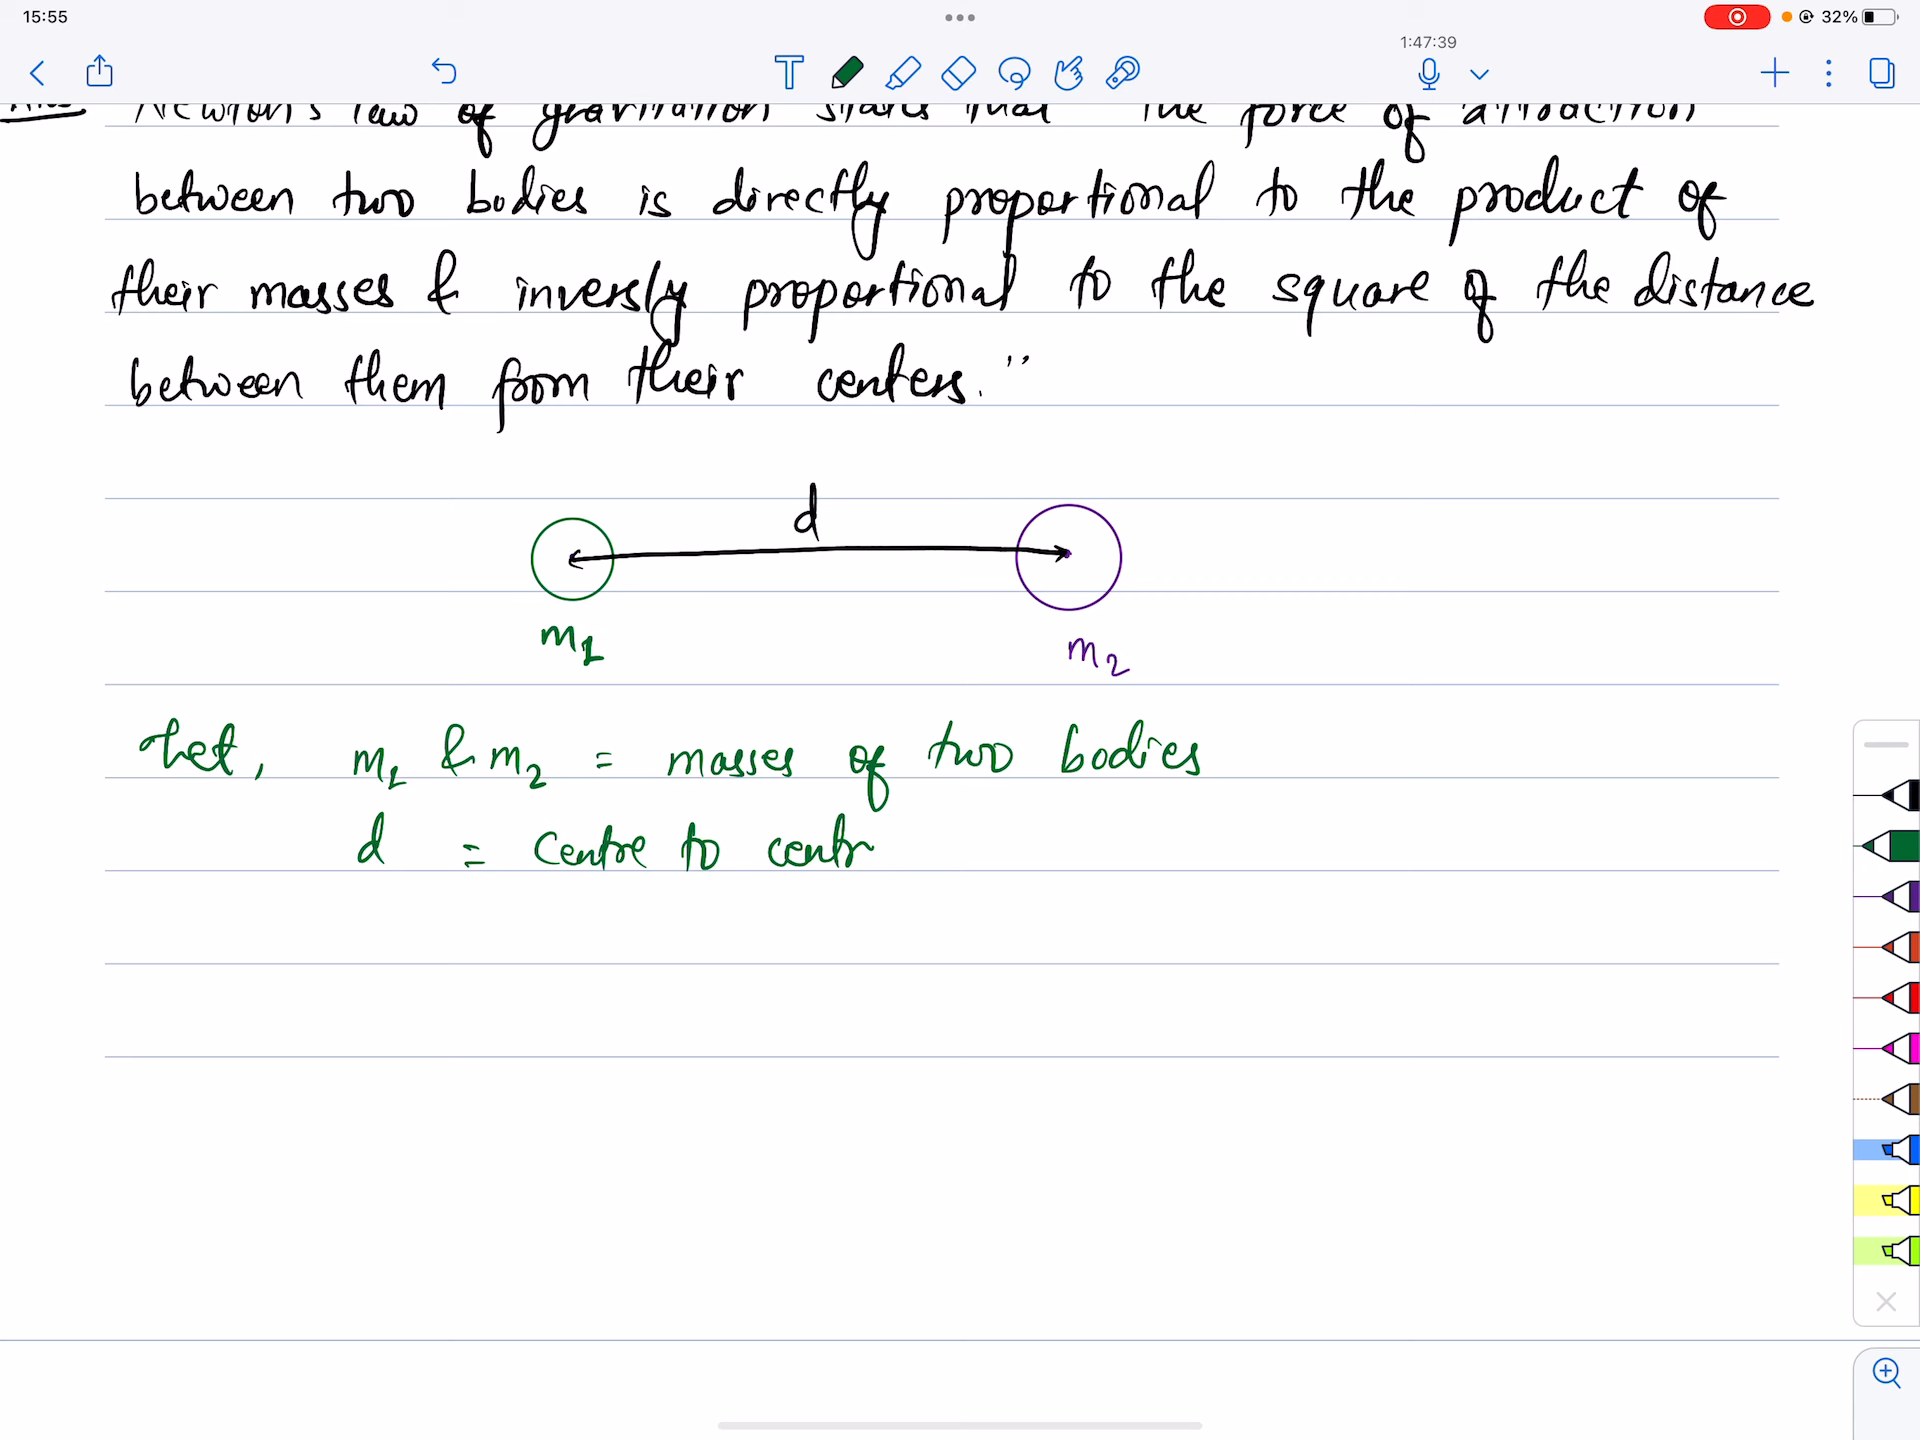 15:55
32%
1:47:39
Newton's law of gravitation states that "the force of attraction
between two bodies is directly proportional to the product of
their masses & inversly proportional to the square of the distance
between them from their centers."
d
m1
m2
Let, m1 & m2 = masses of two bodies
d = Centre to centr